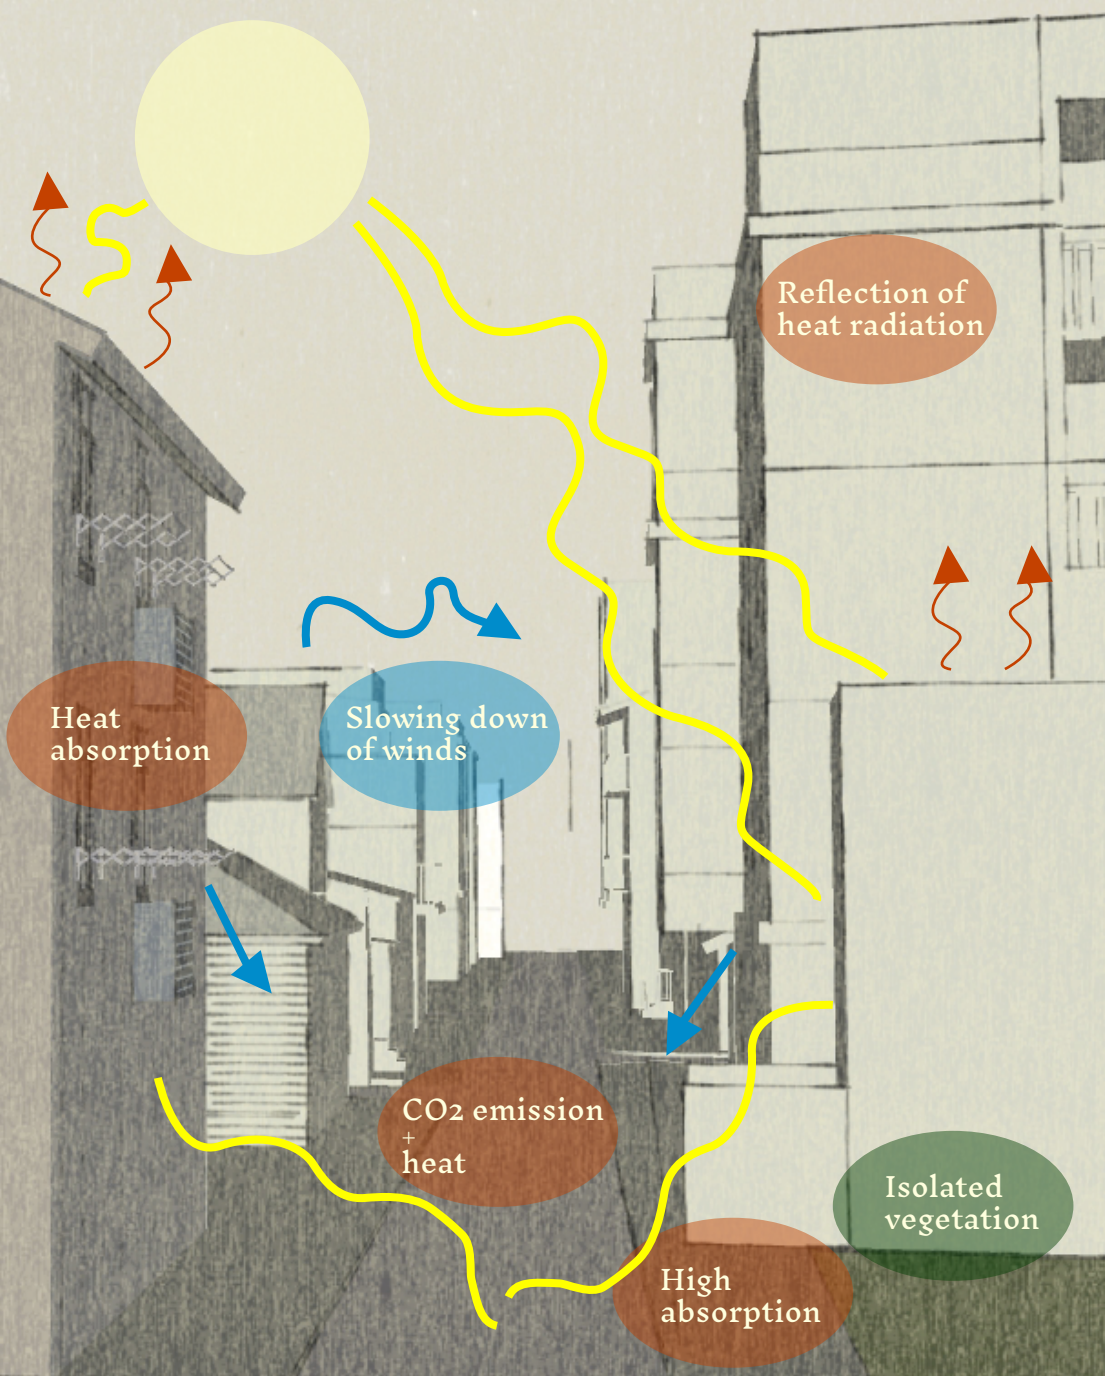 Reflection of
heat radiation
Heat
absorption
Slowing down
of winds
CO2 emission
+
heat
Isolated
vegetation
High
absorption